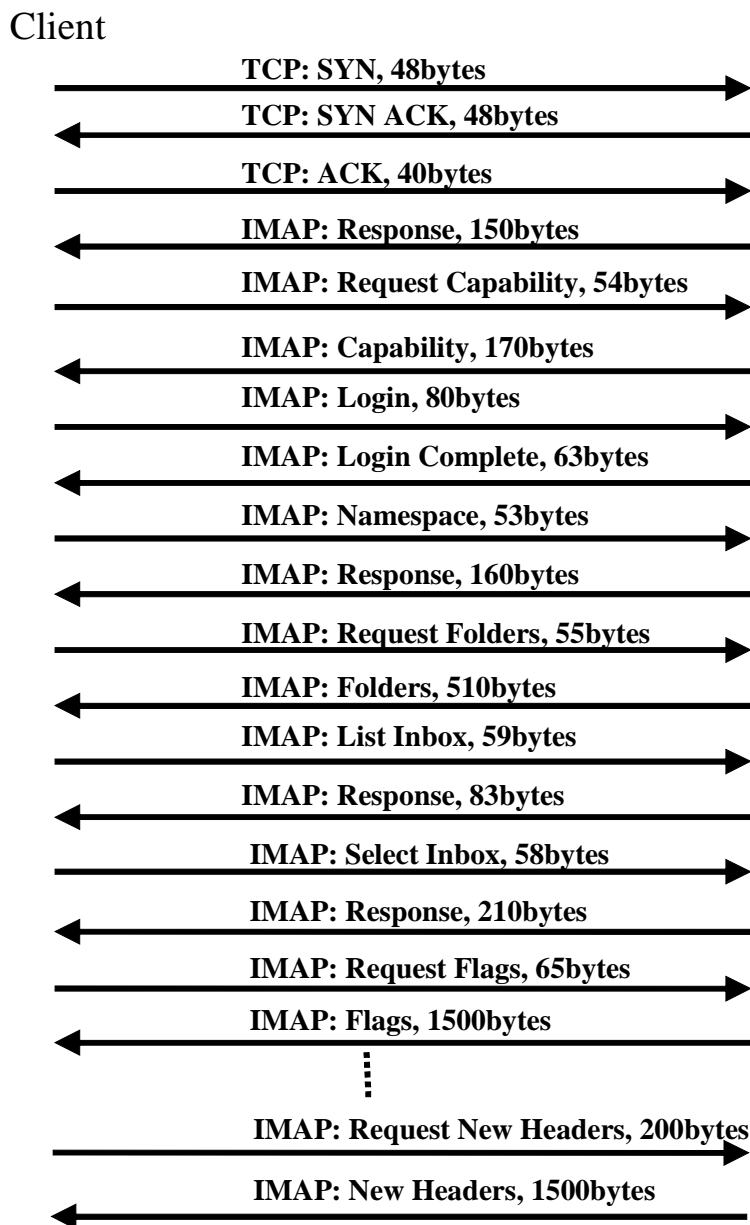 Client
TCP: SYN, 48bytes
TCP: SYN ACK, 48bytes
TCP: ACK, 40bytes
IMAP: Response, 150bytes
IMAP: Request Capability, 54bytes
IMAP: Capability, 170bytes
IMAP: Login, 80bytes
IMAP: Login Complete, 63bytes
IMAP: Namespace, 53bytes
IMAP: Response, 160bytes
IMAP: Request Folders, 55bytes
IMAP: Folders, 510bytes
IMAP: List Inbox, 59bytes
IMAP: Response, 83bytes
IMAP: Select Inbox, 58bytes
IMAP: Response, 210bytes
IMAP: Request Flags, 65bytes
IMAP: Flags, 1500bytes
IMAP: Request New Headers, 200bytes
IMAP: New Headers, 1500bytes